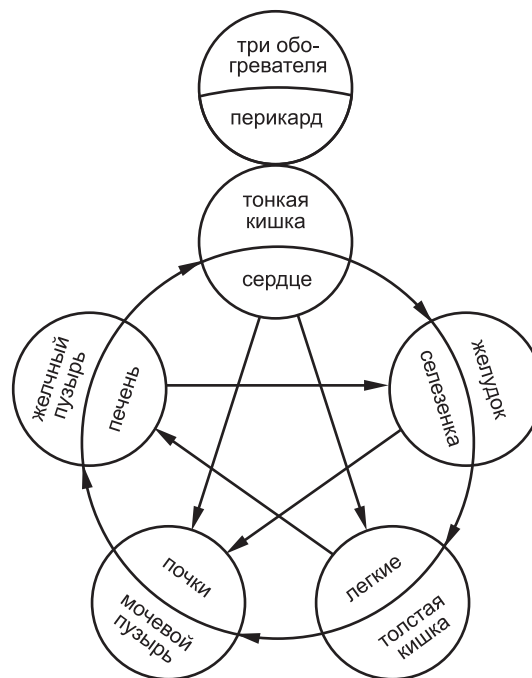 три обо-
гревателя
перикард
тонкая
кишка
сердце
желчный
пузырь
печень
селезенка
желудок
почки
мочевой
пузырь
легкие
толстая
кишка